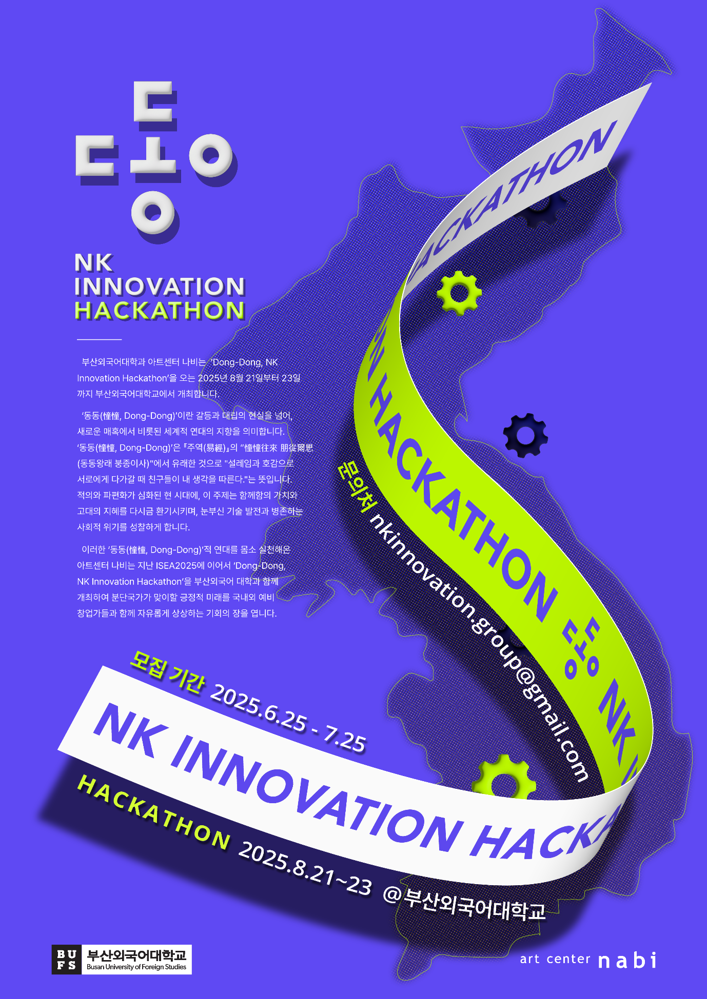 동동
NK
INNOVATION
HACKATHON
부산외국어대학과 아트센터 나비는 ‘Dong-Dong, NK
Innovation Hackathon’을 오는 2025년 8월 21일부터 23일
까지 부산외국어대학교에서 개최합니다.
‘동동(憧憧, Dong-Dong)’이란 갈등과 대립의 현실을 넘어,
새로운 매혹에서 비롯된 세계적 연대의 지향을 의미합니다.
‘동동(憧憧, Dong-Dong)’은 『주역(易經)』의 “憧憧往來 朋從爾思
(동동왕래 붕종이사)”에서 유래한 것으로 "설레임과 호감으로
서로에게 다가갈 때 친구들이 내 생각을 따른다."는 뜻입니다.
적의와 파편화가 심화된 현 시대에, 이 주제는 함께함의 가치와
고대의 지혜를 다시금 환기시키며, 눈부신 기술 발전과 병존하는
사회적 위기를 성찰하게 합니다.
이러한 ‘동동(憧憧, Dong-Dong)’적 연대를 몸소 실천해온
아트센터 나비는 지난 ISEA2025에 이어서 ‘Dong-Dong,
NK Innovation Hackathon’을 부산외국어 대학과 함께
개최하여 분단국가가 맞이할 긍정적 미래를 국내외 예비
창업가들과 함께 자유롭게 상상하는 기회의 장을 엽니다.
HACKATHON
ON HACKATHON 동동 NK I
문의처 nkinnovation.group@gmail.com
모집 기간 2025.6.25 - 7.25
NK INNOVATION HACKA
HACKATHON 2025.8.21~23 @부산외국어대학교
BU
FS
부산외국어대학교
Busan University of Foreign Studies
art center nabi